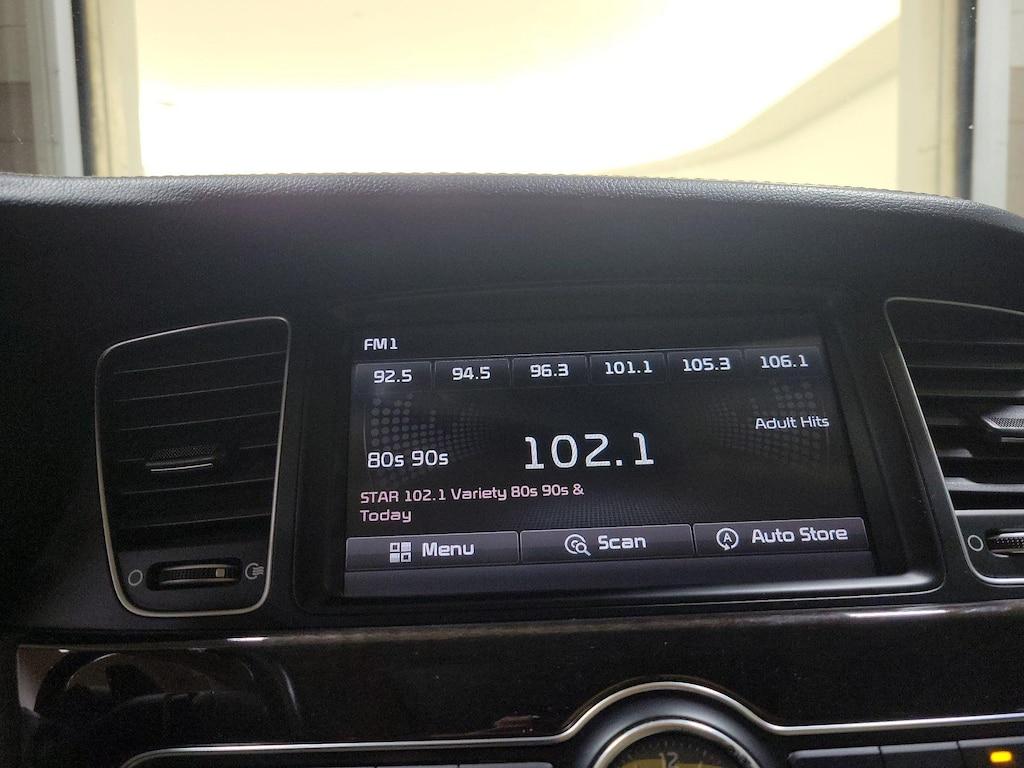 FM1
92.5 94.5 96.3 101.1 105.3 106.1
Adult Hits
80s 90s 102.1
STAR 102.1 Variety 80s 90s &
Today
Menu Scan A Auto Store
12